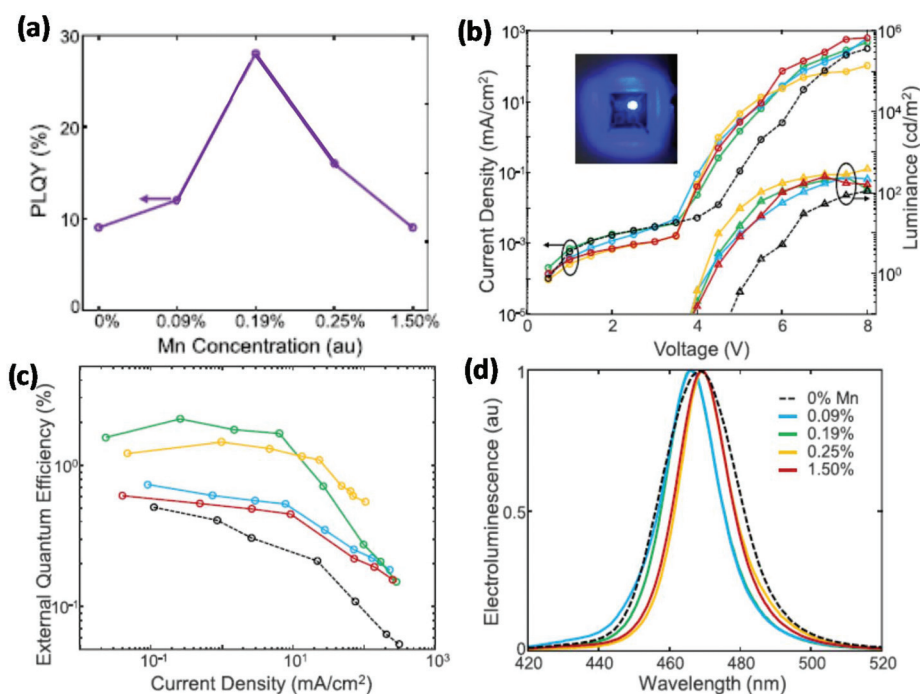 (a)
30
20
10
0
PLQY (%)
0%
0.09%
0.19%
0.25%
1.50%
Mn Concentration (au)
(b)
10³
10¹
10⁻¹
10⁻³
10⁻⁵
Current Density (mA/cm²)
10⁶
10⁴
10²
10⁰
Luminance (cd/m²)
0
2
4
6
8
Voltage (V)
(c)
10⁰
10⁻¹
External Quantum Efficiency (%)
10⁻¹
10¹
10³
Current Density (mA/cm²)
(d)
1
0.5
0
Electroluminescence (au)
0% Mn
0.09%
0.19%
0.25%
1.50%
420
440
460
480
500
520
Wavelength (nm)